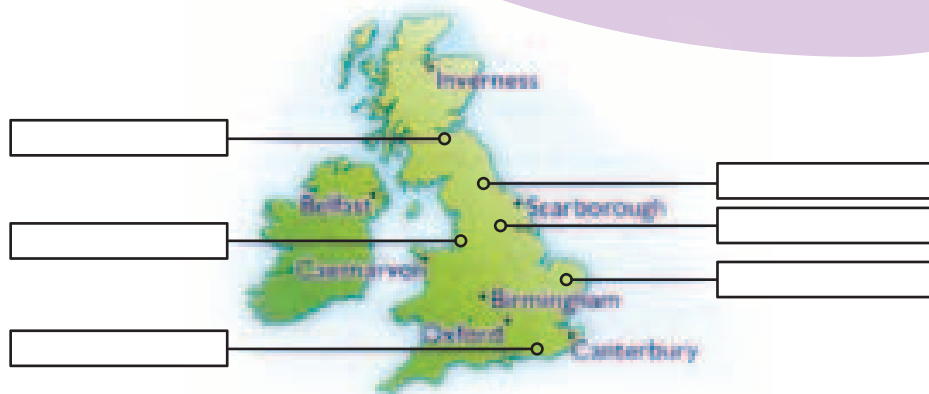 Inverness
Belfast
Scarborough
Caernarvon
Birmingham
Oxford
Canterbury